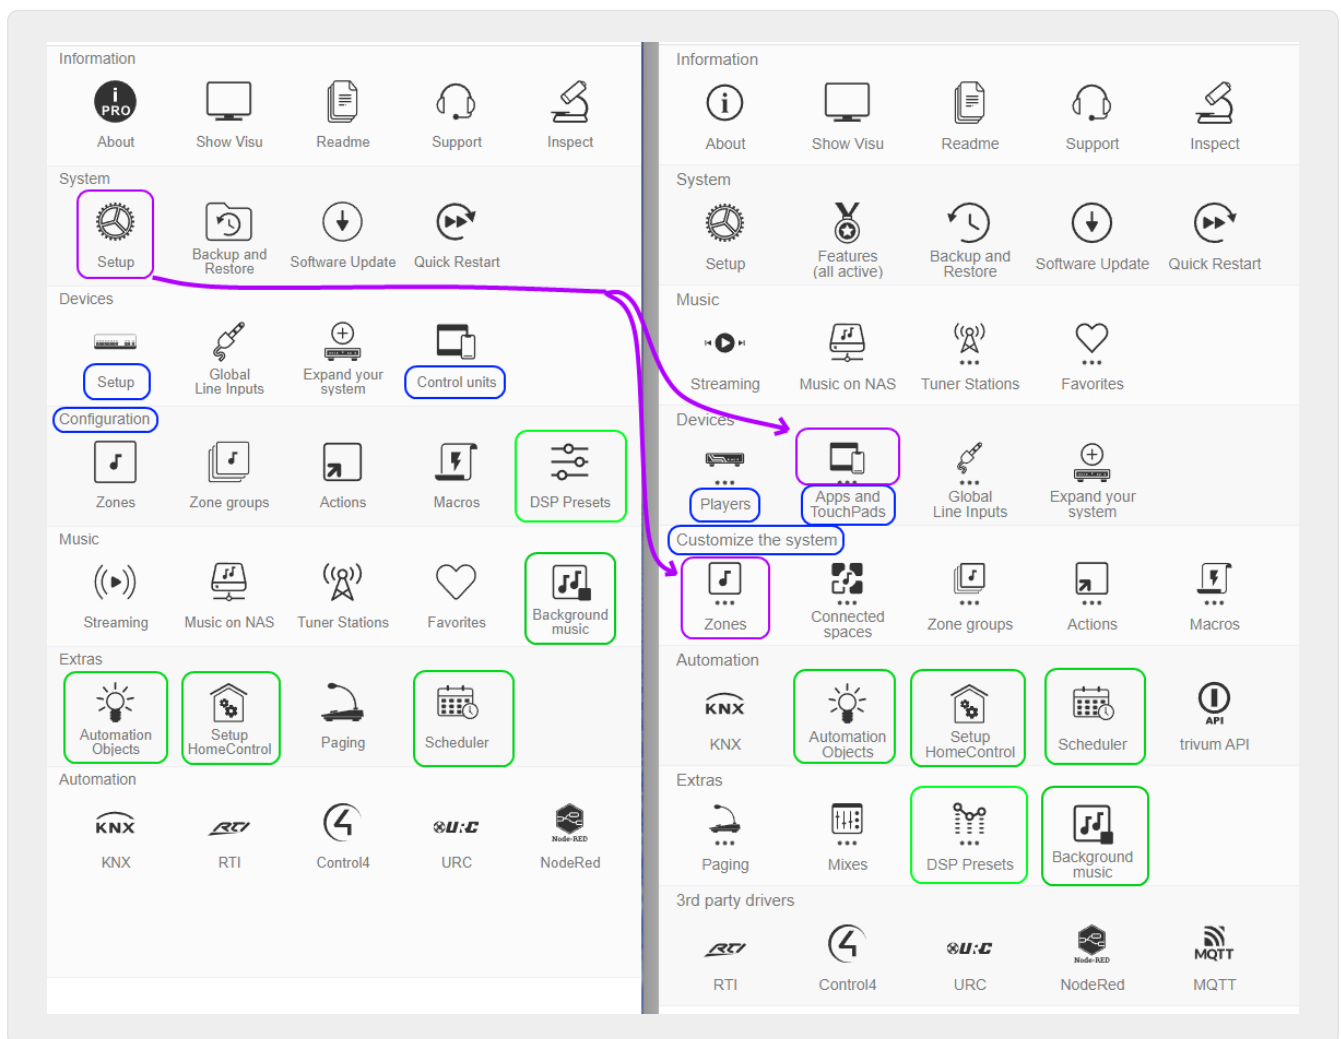 Information
i
PRO
About
Show Visu
Readme
Support
Inspect
System
Setup
Backup and
Restore
Software Update
Quick Restart
Devices
Setup
Global
Line Inputs
Expand your
system
Control units
Configuration
Zones
Zone groups
Actions
Macros
DSP Presets
Music
Streaming
Music on NAS
Tuner Stations
Favorites
Background
music
Extras
Automation
Objects
Setup
HomeControl
Paging
Scheduler
Automation
KNX
KNX
RTI
RTI
Control4
URC
URC
Node-RED
NodeRed
Information
i
About
Show Visu
Readme
Support
Inspect
System
Setup
Features
(all active)
Backup and
Restore
Software Update
Quick Restart
Music
Streaming
Music on NAS
Tuner Stations
Favorites
Devices
Players
Apps and
TouchPads
Global
Line Inputs
Expand your
system
Customize the system
Zones
Connected
spaces
Zone groups
Actions
Macros
Automation
KNX
KNX
Automation
Objects
Setup
HomeControl
Scheduler
API
trivum API
Extras
Paging
Mixes
DSP Presets
Background
music
3rd party drivers
RTI
RTI
Control4
URC
URC
Node-RED
NodeRed
MQTT
MQTT